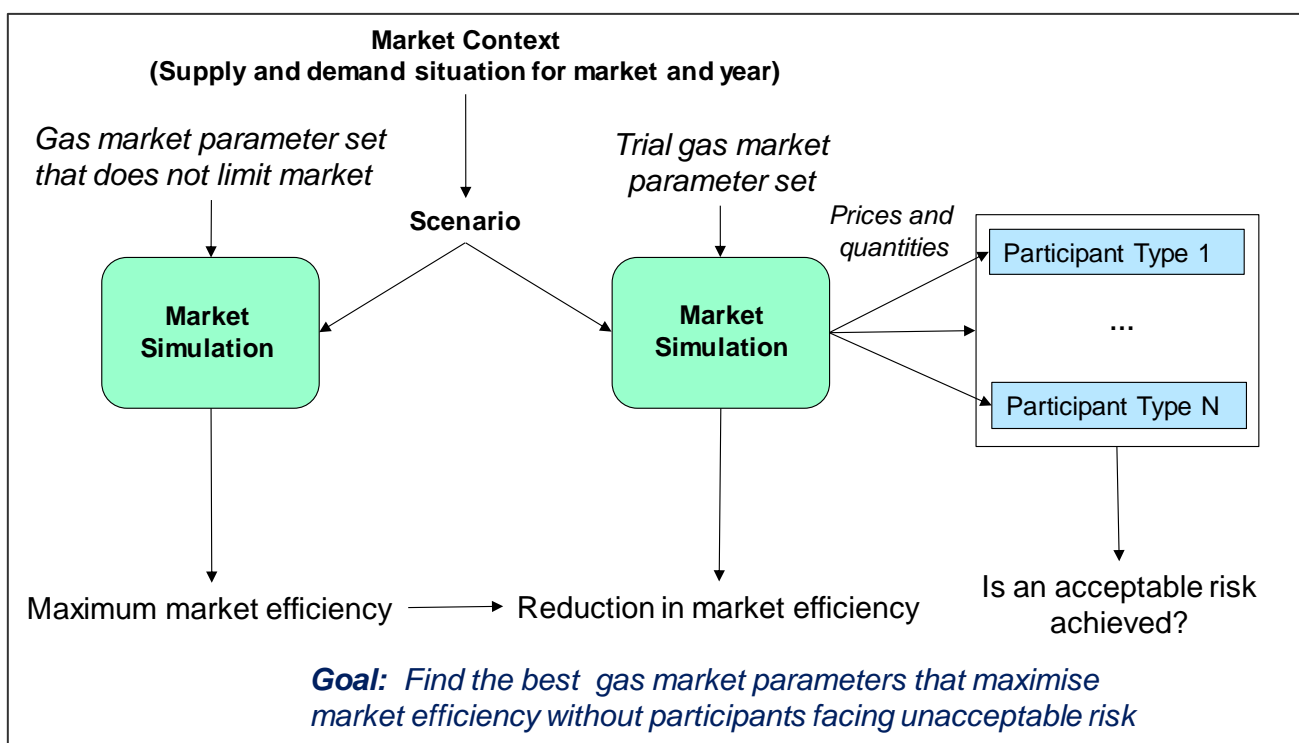 Market Context
(Supply and demand situation for market and year)
Gas market parameter set
that does not limit market
Trial gas market
parameter set
Scenario
Prices and
quantities
Market
Simulation
Market
Simulation
Participant Type 1
...
Participant Type N
Maximum market efficiency
Reduction in market efficiency
Is an acceptable risk
achieved?
Goal: Find the best gas market parameters that maximise
market efficiency without participants facing unacceptable risk